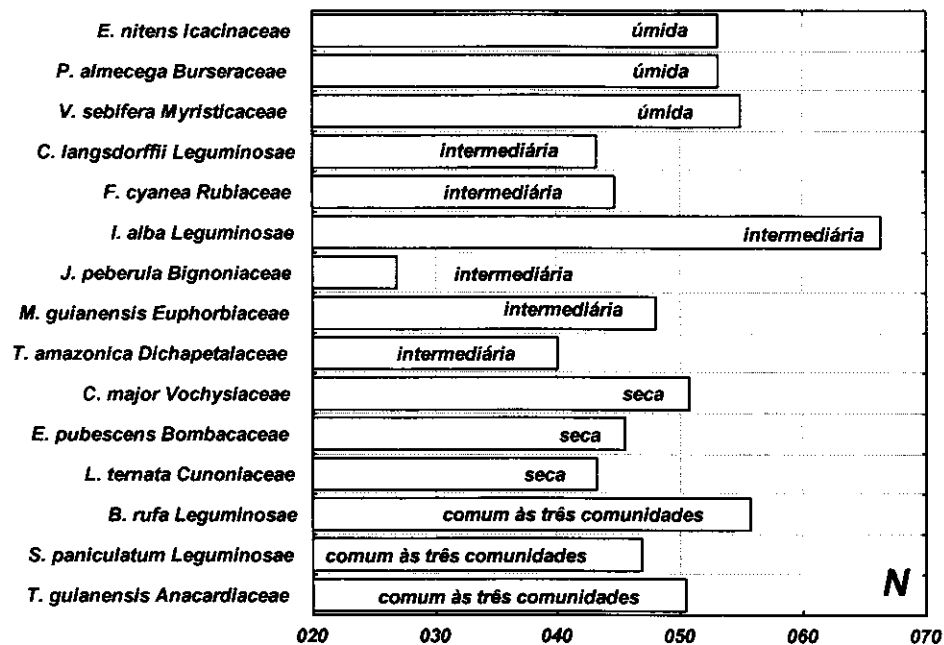 E. nitens Icacinaceae úmida
P. almecega Burseraceae úmida
V. sebifera Myristicaceae úmida
C. langsdorffii Leguminosae intermediária
F. cyanea Rubiaceae intermediária
I. alba Leguminosae intermediária
J. peberula Bignoniaceae intermediária
M. guianensis Euphorbiaceae intermediária
T. amazonica Dichapetalaceae intermediária
C. major Vochysiaceae seca
E. pubescens Bombacaceae seca
L. ternata Cunoniaceae seca
B. rufa Leguminosae comum às três comunidades
S. paniculatum Leguminosae comum às três comunidades
T. guianensis Anacardiaceae comum às três comunidades
N
020 030 040 050 060 070